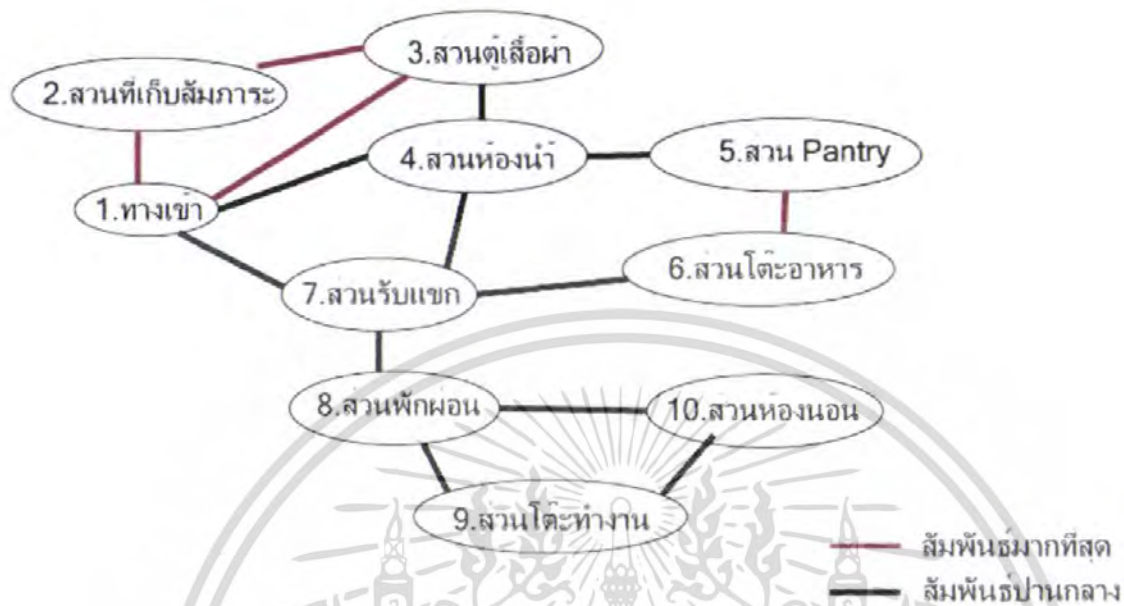 3.ส่วนตู้เสื้อผ้า
2.ส่วนที่เก็บสัมภาระ
4.ส่วนห้องน้ำ
5.ส่วน Pantry
1.ทางเข้า
6.ส่วนโต๊ะอาหาร
7.ส่วนรับแขก
8.ส่วนพักผ่อน
10.ส่วนห้องนอน
9.ส่วนโต๊ะทำงาน
สัมพันธ์มากที่สุด
สัมพันธ์ปานกลาง